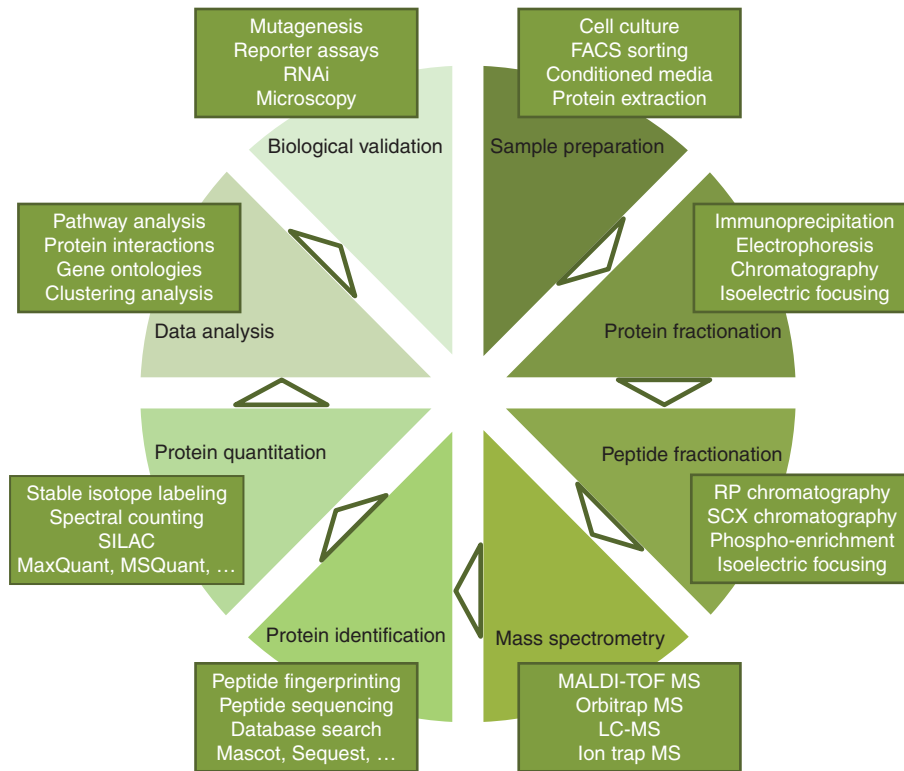 Cell culture
FACS sorting
Conditioned media
Protein extraction
Sample preparation
Immunoprecipitation
Electrophoresis
Chromatography
Isoelectric focusing
Protein fractionation
Peptide fractionation
RP chromatography
SCX chromatography
Phospho-enrichment
Isoelectric focusing
Mass spectrometry
MALDI-TOF MS
Orbitrap MS
LC-MS
Ion trap MS
Protein identification
Peptide fingerprinting
Peptide sequencing
Database search
Mascot, Sequest, …
Protein quantitation
Stable isotope labeling
Spectral counting
SILAC
MaxQuant, MSQuant, …
Pathway analysis
Protein interactions
Gene ontologies
Clustering analysis
Data analysis
Mutagenesis
Reporter assays
RNAi
Microscopy
Biological validation